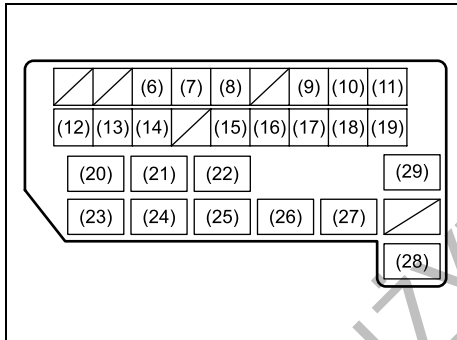 (6) (7) (8) (9) (10) (11)
(12) (13) (14) (15) (16) (17) (18) (19)
(20) (21) (22) (29)
(23) (24) (25) (26) (27)
(28)